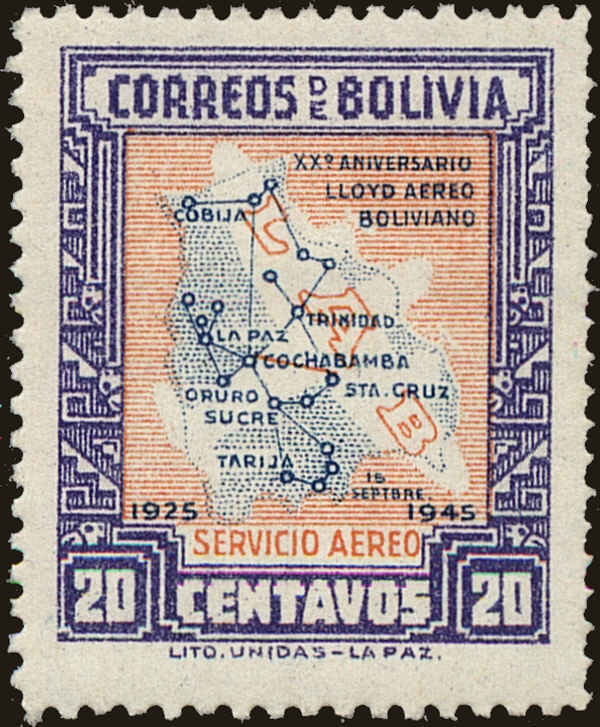 CORREOS DE BOLIVIA
XXº ANIVERSARIO
LLOYD AEREO
BOLIVIANO
COBIJA
TRINIDAD
LA PAZ
COCHABAMBA
ORURO
STA. CRUZ
SUCRE
TARIJA
16
SEPTBRE.
1925 1945
SERVICIO AEREO
20 CENTAVOS 20
LITO. UNIDAS - LA PAZ.